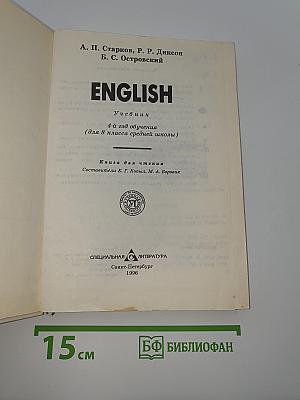 А. П. Старков, Р. Р. Диксон
Б. С. Островский
ENGLISH
Учебник
4-й год обучения
(для 8 класса средней школы)
Книга для чтения
Составители Е. Г. Копыл, М. А. Боровик
СПЕЦИАЛЬНАЯ ЛИТЕРАТУРА
Санкт-Петербург
1996
15 см
БФ БИБЛИОФАН